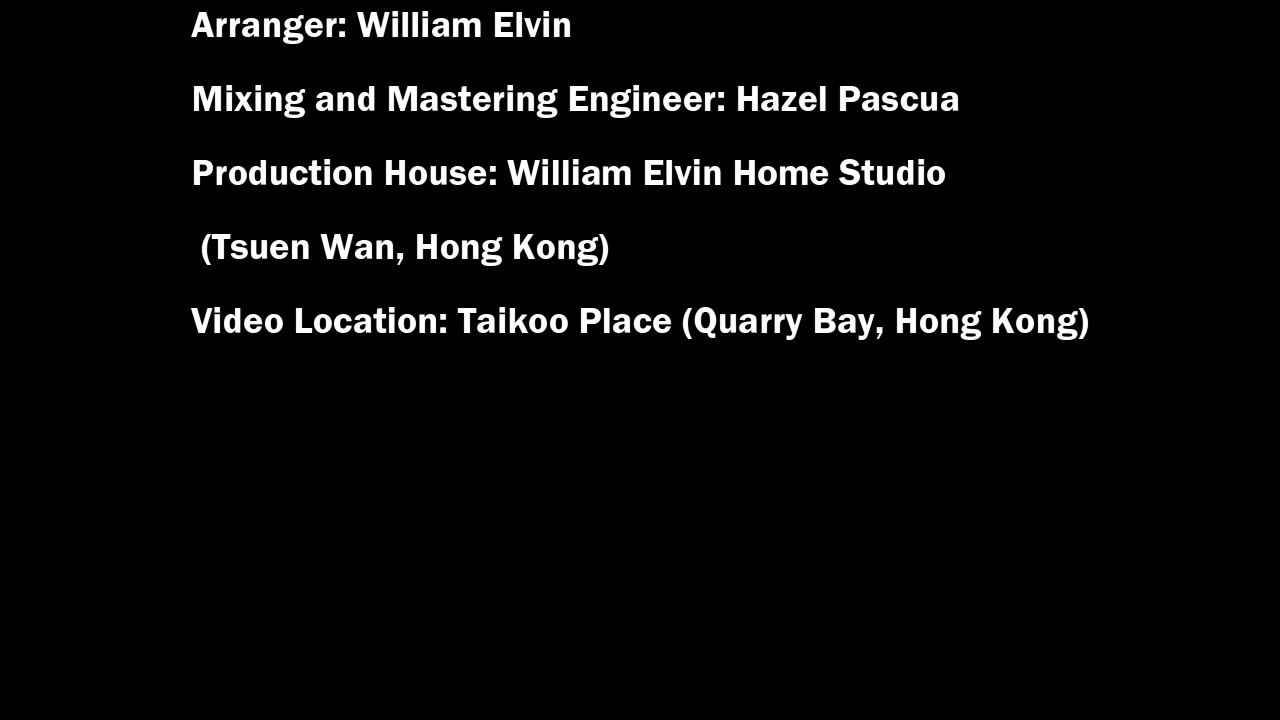 Arranger: William Elvin
Mixing and Mastering Engineer: Hazel Pascua
Production House: William Elvin Home Studio
(Tsuen Wan, Hong Kong)
Video Location: Taikoo Place (Quarry Bay, Hong Kong)